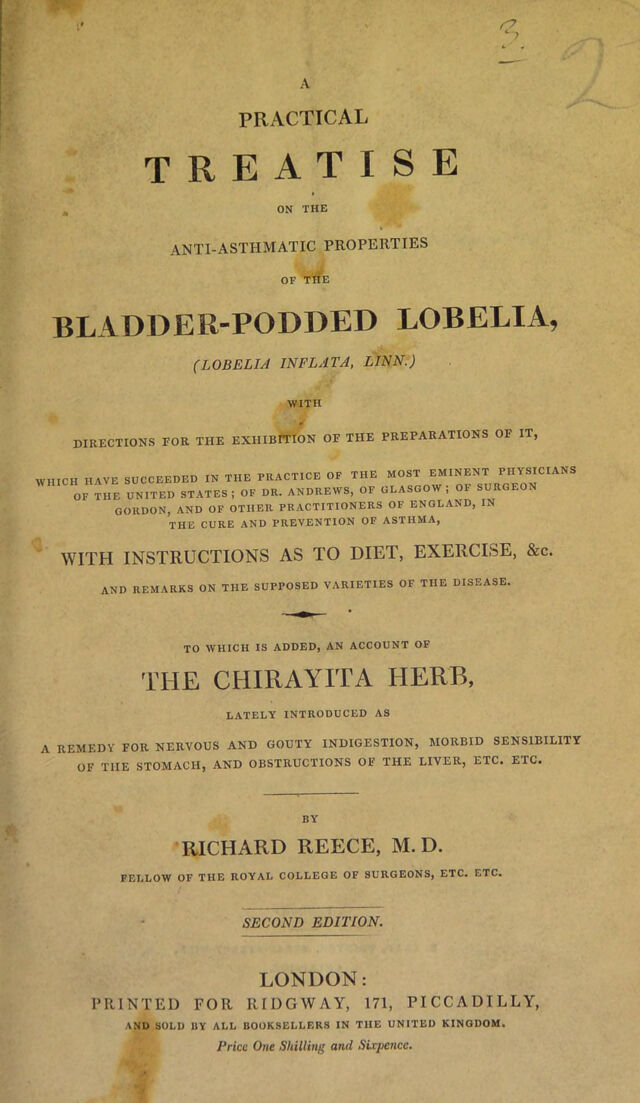 3.
2
A
PRACTICAL
TREATISE
ON THE
ANTI-ASTHMATIC PROPERTIES
OF THE
BLADDER-PODDED LOBELIA,
(LOBELIA INFLATA, LINN.)
WITH
DIRECTIONS FOR THE EXHIBITION OF THE PREPARATIONS OF IT,
WHICH HAVE SUCCEEDED IN THE PRACTICE OF THE MOST EMINENT PHYSICIANS
OF THE UNITED STATES; OF DR. ANDREWS, OF GLASGOW; OF SURGEON
GORDON, AND OF OTHER PRACTITIONERS OF ENGLAND, IN
THE CURE AND PREVENTION OF ASTHMA,
WITH INSTRUCTIONS AS TO DIET, EXERCISE, &c.
AND REMARKS ON THE SUPPOSED VARIETIES OF THE DISEASE.
TO WHICH IS ADDED, AN ACCOUNT OF
THE CHIRAYITA HERB,
LATELY INTRODUCED AS
A REMEDY FOR NERVOUS AND GOUTY INDIGESTION, MORBID SENSIBILITY
OF THE STOMACH, AND OBSTRUCTIONS OF THE LIVER, ETC. ETC.
BY
RICHARD REECE, M.D.
FELLOW OF THE ROYAL COLLEGE OF SURGEONS, ETC. ETC.
SECOND EDITION.
LONDON:
PRINTED FOR RIDGWAY, 171, PICCADILLY,
AND SOLD BY ALL BOOKSELLERS IN THE UNITED KINGDOM.
Price One Shilling and Sixpence.